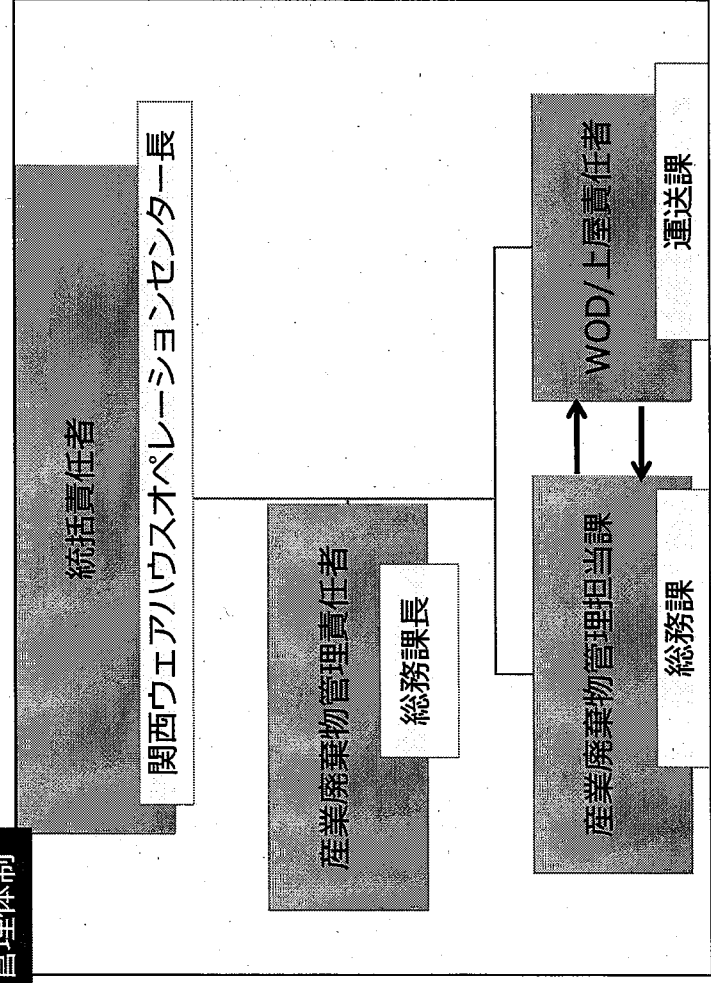 管理体制
統括責任者
関西ウェアハウスオペレーションセンター長
産業廃棄物管理責任者
総務課長
産業廃棄物管理担当課
総務課
WOD/上屋責任者
運送課